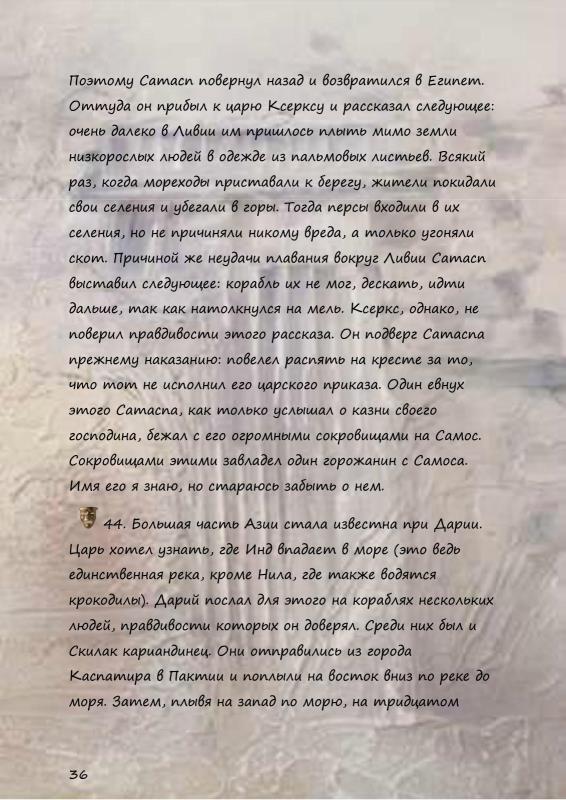 Поэтому Сатасп повернул назад и возвратился в Египет.
Оттуда он прибыл к царю Ксерксу и рассказал следующее:
очень далеко в Ливии им пришлось плыть мимо земли
низкорослых людей в одежде из пальмовых листьев. Всякий
раз, когда мореходы приставали к берегу, жители покидали
свои селения и убегали в горы. Тогда персы входили в их
селения, но не причиняли никому вреда, а только угоняли
скот. Причиной же неудачи плавания вокруг Ливии Сатасп
выставил следующее: корабль их не мог, дескать, идти
дальше, так как натолкнулся на мель. Ксеркс, однако, не
поверил правдивости этого рассказа. Он подверг Сатаспа
прежнему наказанию: повелел распять на кресте за то,
что тот не исполнил его царского приказа. Один евнух
этого Сатаспа, как только услышал о казни своего
господина, бежал с его огромными сокровищами на Самос.
Сокровищами этими завладел один горожанин с Самоса.
Имя его я знаю, но стараюсь забыть о нем.
44. Большая часть Азии стала известна при Дарии.
Царь хотел узнать, где Инд впадает в море (это ведь
единственная река, кроме Нила, где также водятся
крокодилы). Дарий послал для этого на кораблях нескольких
людей, правдивости которых он доверял. Среди них был и
Скилак кариандинец. Они отправились из города
Каспатира в Пактии и поплыли на восток вниз по реке до
моря. Затем, плывя на запад по морю, на тридцатом
36